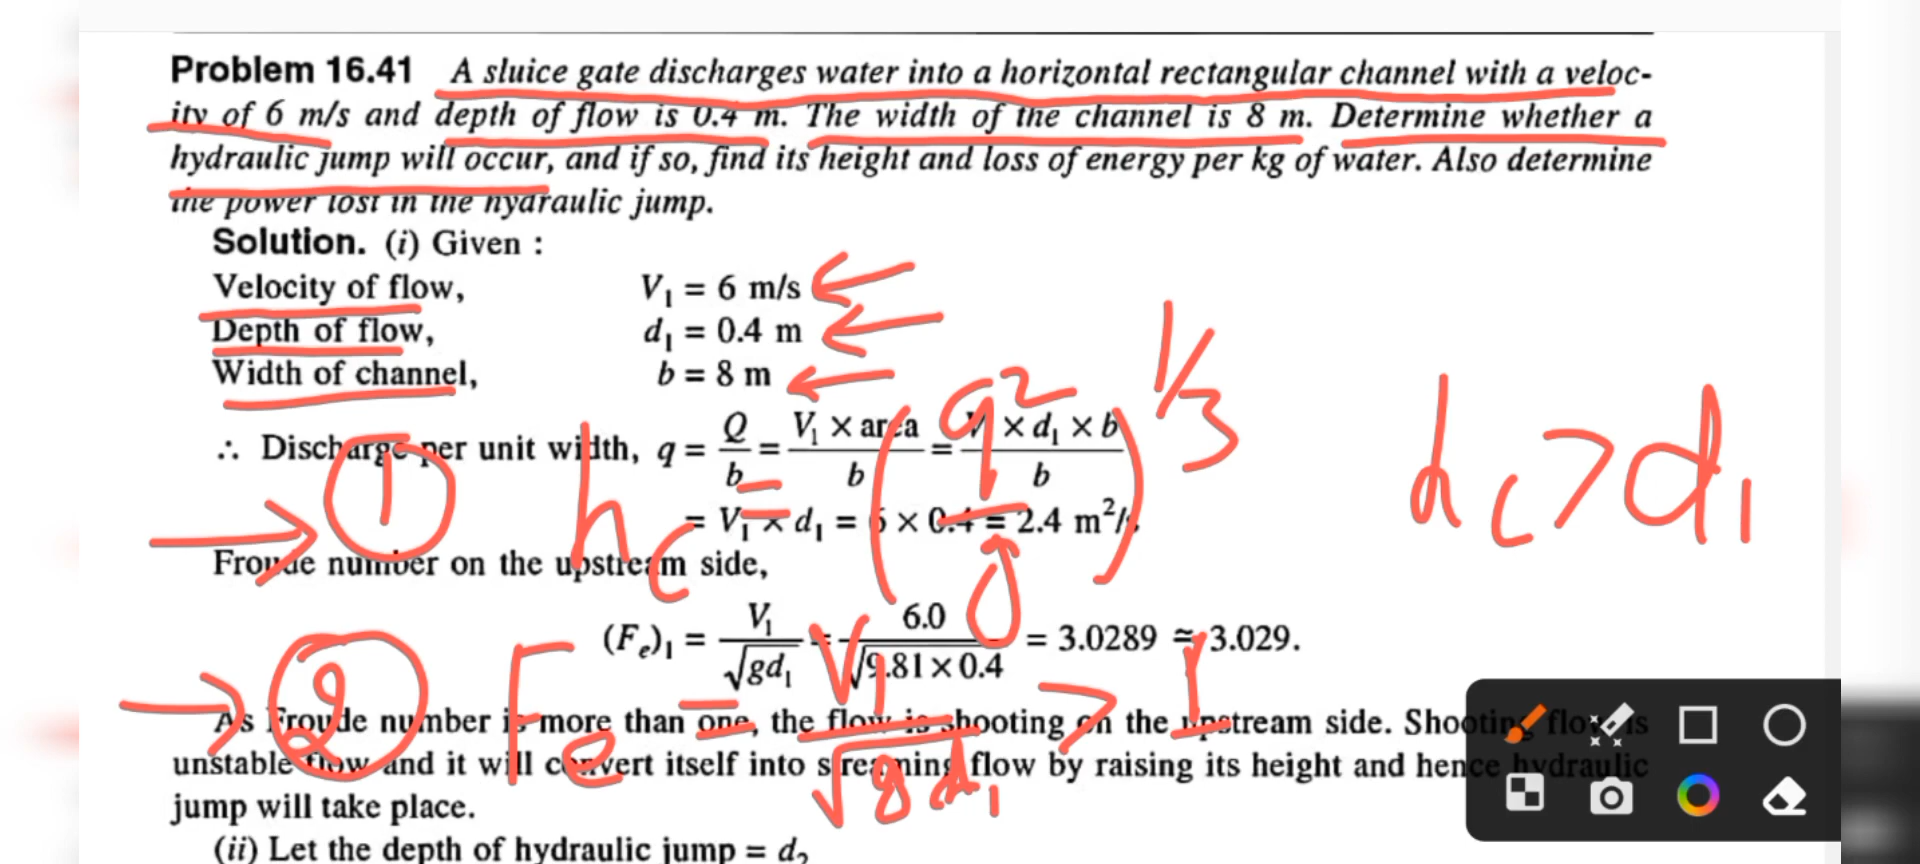 Problem 16.41 A sluice gate discharges water into a horizontal rectangular channel with a veloc-
ity of 6 m/s and depth of flow is 0.4 m. The width of the channel is 8 m. Determine whether a
hydraulic jump will occur, and if so, find its height and loss of energy per kg of water. Also determine
the power lost in the hydraulic jump.
Solution. (i) Given :
Velocity of flow, V₁ = 6 m/s
Depth of flow, d₁ = 0.4 m
Width of channel, b = 8 m
∴ Discharge per unit width, q = Q/b = V₁ × area/b = V₁ × d₁ × b/b
= V₁ × d₁ = 6 × 0.4 = 2.4 m²/s
① h_c = (q²/g)^1/3 h_c > d₁
Froude number on the upstream side,
(F_e)₁ = V₁/√gd₁ = 6.0/√9.81×0.4 = 3.0289 ≃ 3.029.
② F_e = V₁/√gd₁ > 1
As Froude number is more than one, the flow is shooting on the upstream side. Shooting flow is
unstable flow and it will convert itself into streaming flow by raising its height and hence hydraulic
jump will take place.
(ii) Let the depth of hydraulic jump = d₂